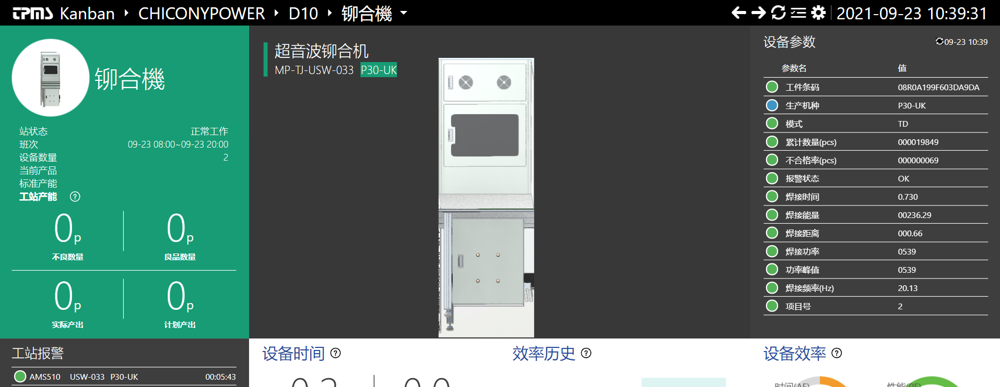 TPMS Kanban CHICONYPOWER D10 铆合機 2021-09-23 10:39:31
铆合機
站状态 正常工作
班次 09-23 08:00~09-23 20:00
设备数量 2
当前产品
标准产能
工站产能 ?
0p 0p
不良数量 良品数量
0p 0p
实际产出 计划产出
工站报警
AMS510 USW-033 P30-UK 00:05:43
超音波铆合机
MP-TJ-USW-033 P30-UK
设备参数 09-23 10:39
参数名 值
工件条码 08R0A199F603DA9DA
生产机种 P30-UK
模式 TD
累计数量(pcs) 000019849
不合格率(pcs) 000000069
报警状态 OK
焊接时间 0.730
焊接能量 00236.29
焊接距离 000.66
焊接功率 0539
功率峰值 0539
焊接频率(Hz) 20.13
项目号 2
设备时间 ? 效率历史 ? 设备效率 ?
时间(AE) 性能(PE)